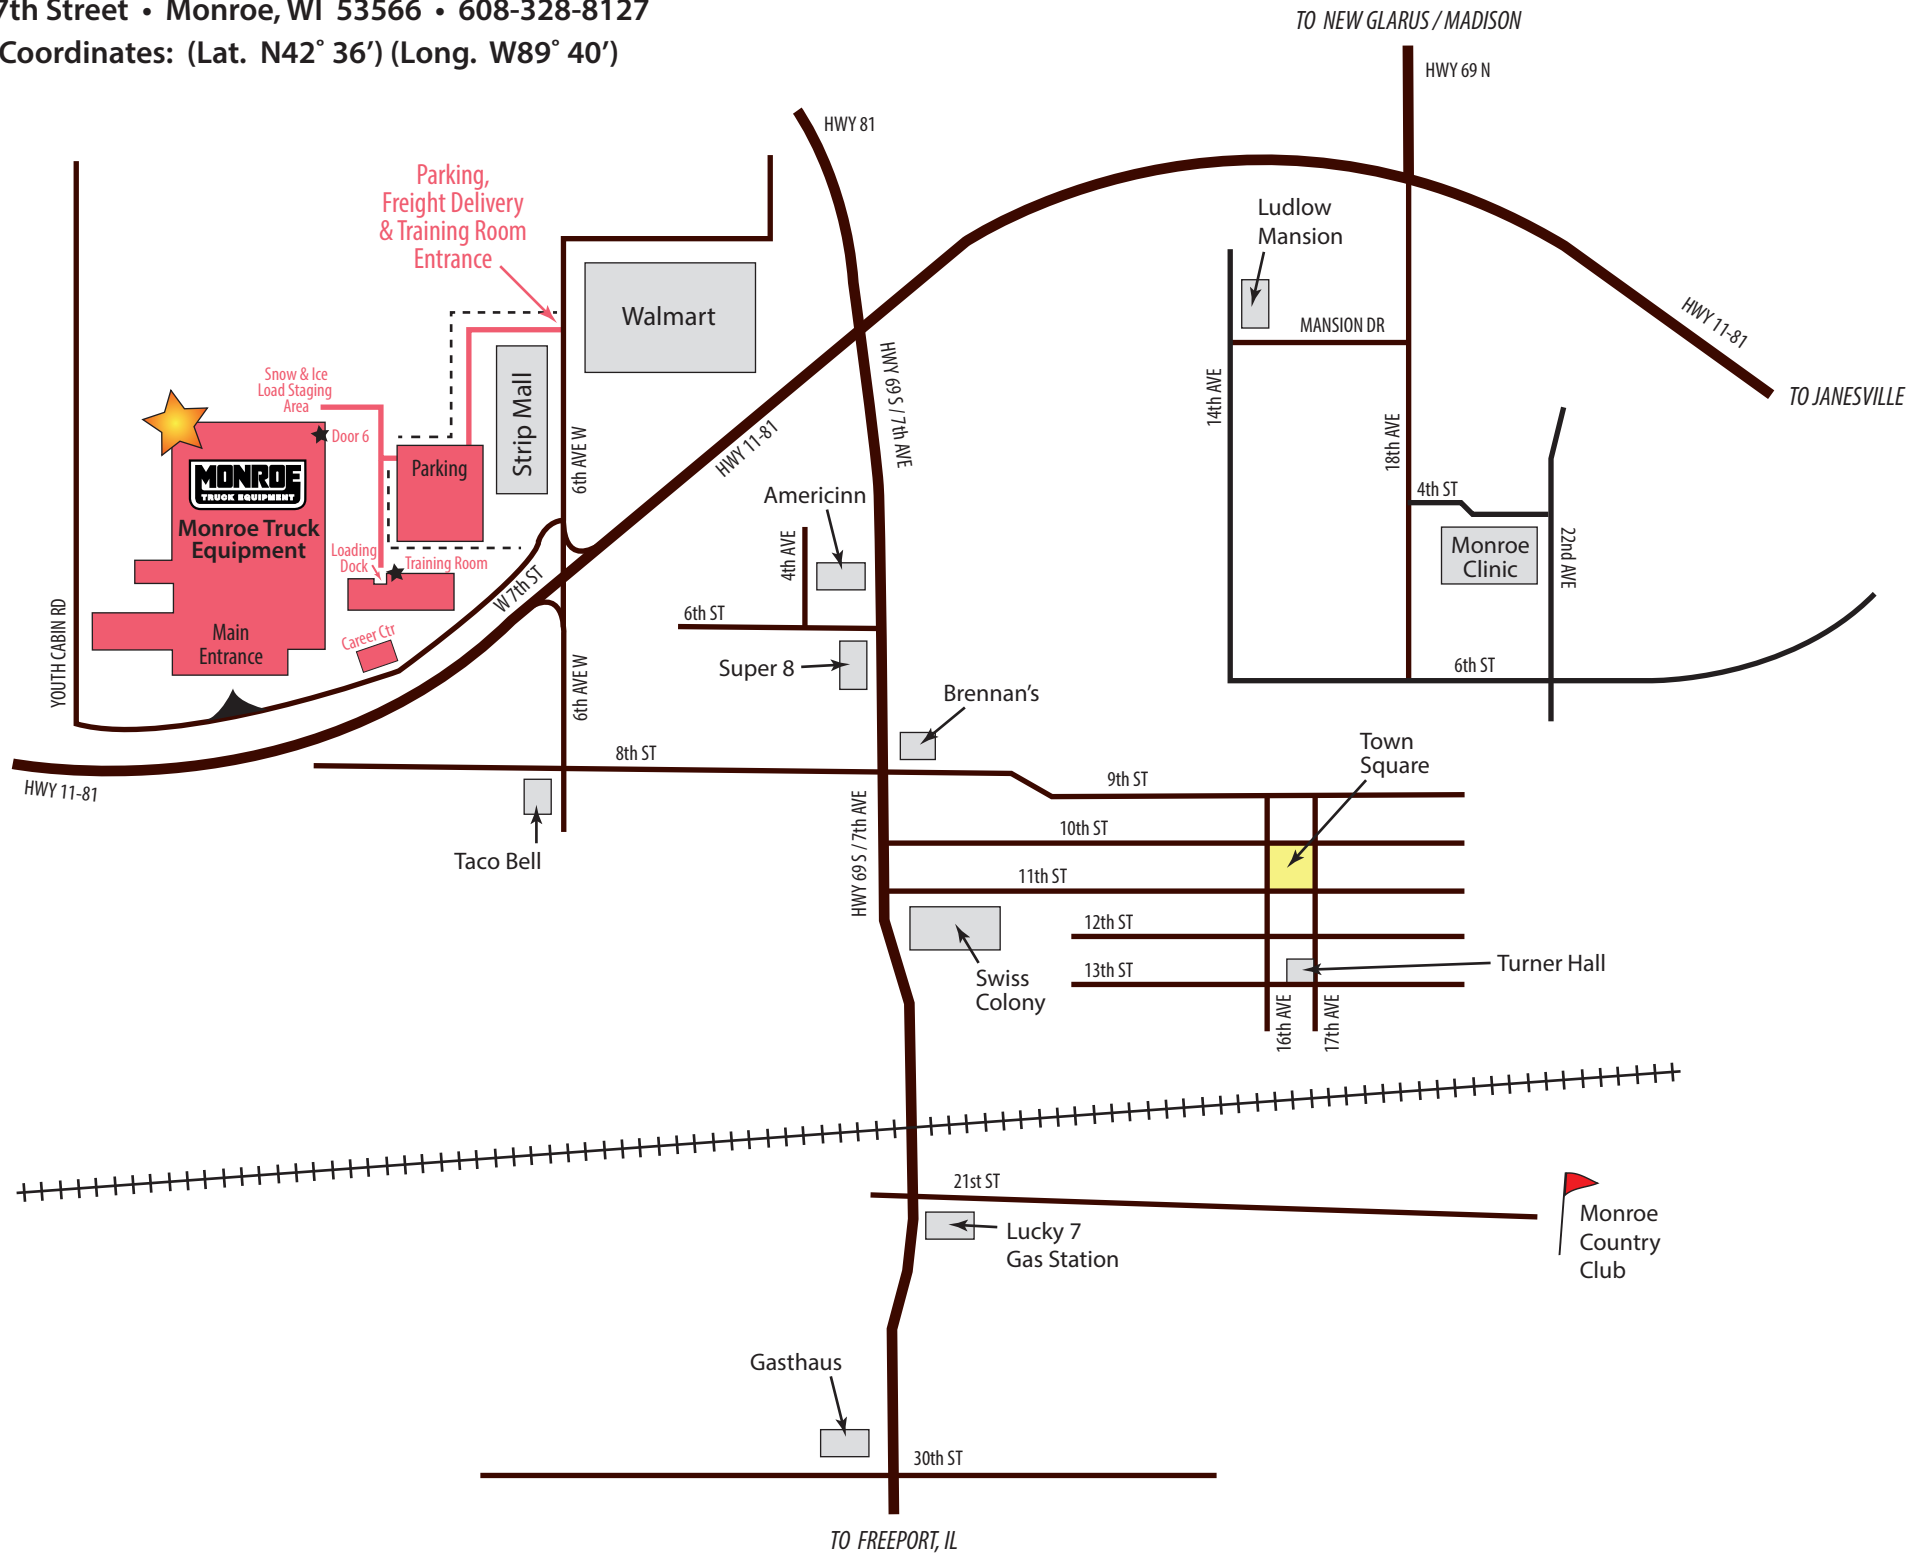 7th Street • Monroe, WI 53566 • 608-328-8127
Coordinates: (Lat. N42° 36′) (Long. W89° 40′)
TO NEW GLARUS / MADISON
HWY 69 N
HWY 81
Parking,
Freight Delivery
& Training Room
Entrance
Ludlow
Mansion
Walmart
MANSION DR
HWY 11-81
TO JANESVILLE
HWY 69 S / 7th AVE
Snow & Ice
Load Staging
Area
Door 6
Strip Mall
6th AVE W
HWY 11-81
14th AVE
18th AVE
Parking
MONROE
TRUCK EQUIPMENT
Monroe Truck
Equipment
Americinn
4th ST
Monroe
Clinic
22nd AVE
Loading
Dock
Training Room
W 7th ST
4th AVE
6th ST
YOUTH CABIN RD
Main
Entrance
Career Ctr
6th AVE W
Super 8
6th ST
Brennan's
8th ST
Town
Square
HWY 11-81
9th ST
HWY 69 S / 7th AVE
10th ST
Taco Bell
11th ST
12th ST
Swiss
Colony
13th ST
Turner Hall
16th AVE
17th AVE
21st ST
Lucky 7
Gas Station
Monroe
Country
Club
Gasthaus
30th ST
TO FREEPORT, IL